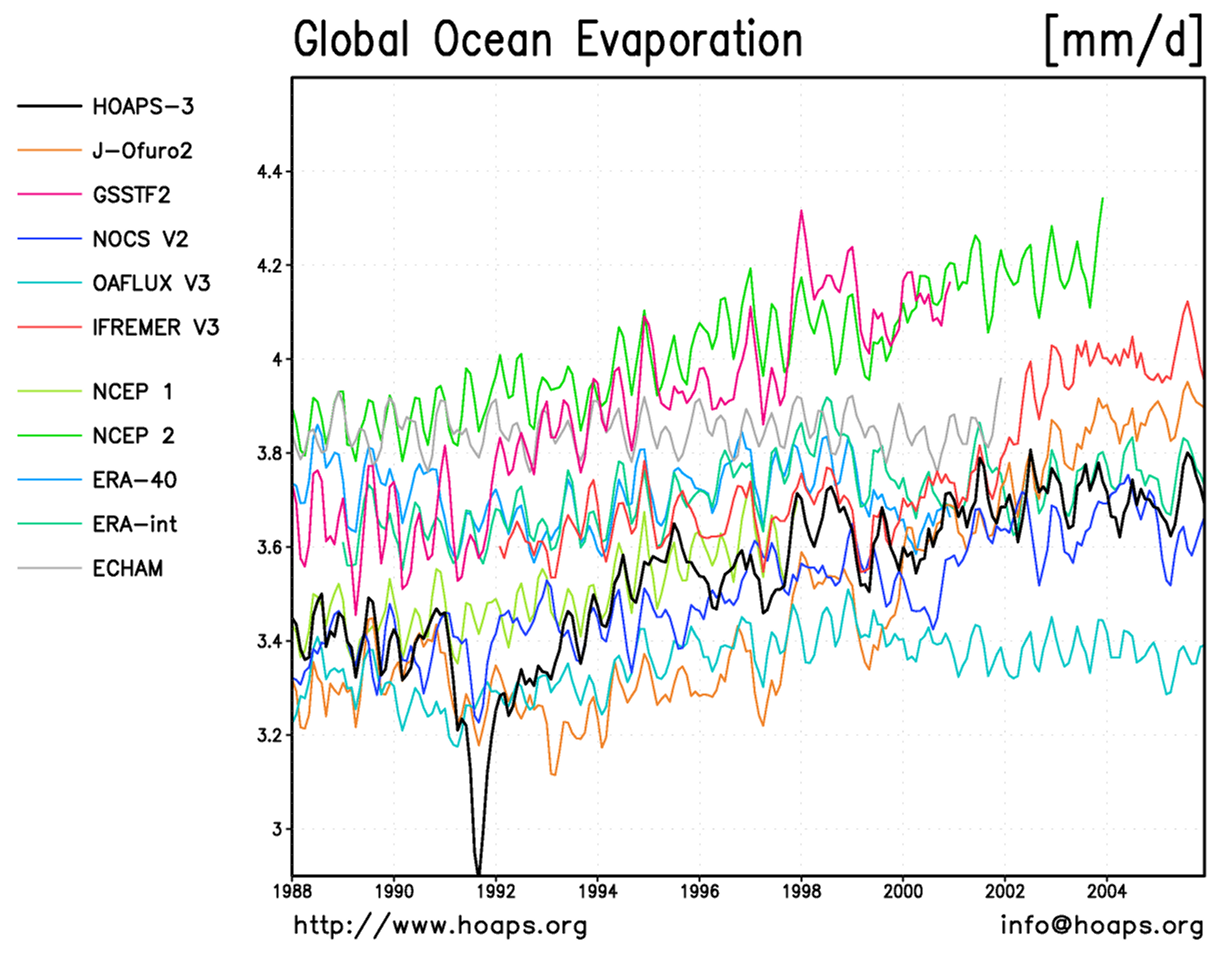 Global Ocean Evaporation [mm/d]
HOAPS-3
J-Ofuro2
GSSTF2
NOCS V2
OAFLUX V3
IFREMER V3
NCEP 1
NCEP 2
ERA-40
ERA-int
ECHAM
4.4
4.2
4
3.8
3.6
3.4
3.2
3
1988 1990 1992 1994 1996 1998 2000 2002 2004
http://www.hoaps.org info@hoaps.org